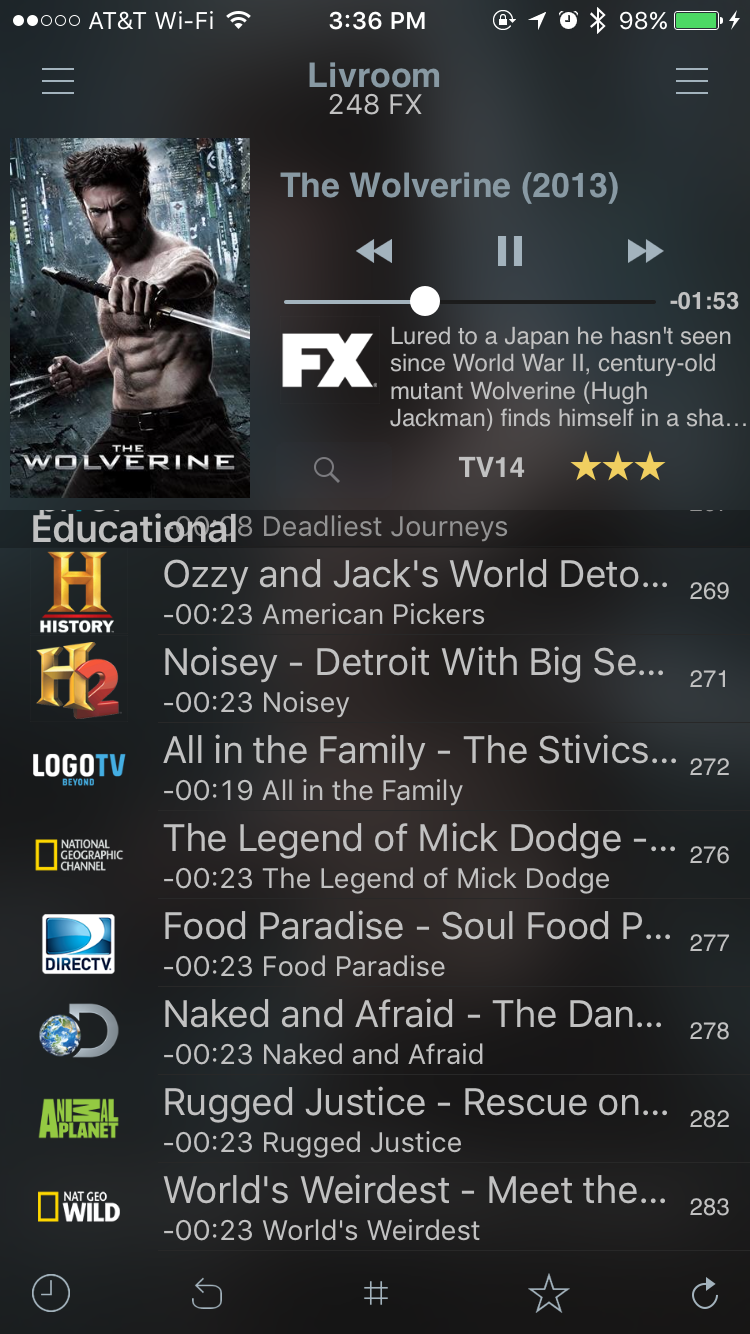 AT&T Wi-Fi 3:36 PM 98%
Livroom
248 FX
The Wolverine (2013)
-01:53
THE
WOLVERINE
FX
Lured to a Japan he hasn't seen
since World War II, century-old
mutant Wolverine (Hugh
Jackman) finds himself in a sha...
TV14
Educational
-00:08 Deadliest Journeys
H
HISTORY
Ozzy and Jack's World Deto...
-00:23 American Pickers
269
H2
Noisey - Detroit With Big Se...
-00:23 Noisey
271
LOGOTV
BEYOND
All in the Family - The Stivics...
-00:19 All in the Family
272
NATIONAL
GEOGRAPHIC
CHANNEL
The Legend of Mick Dodge -...
-00:23 The Legend of Mick Dodge
276
DIRECTV
Food Paradise - Soul Food P...
-00:23 Food Paradise
277
D
Naked and Afraid - The Dan...
-00:23 Naked and Afraid
278
ANIMAL
PLANET
Rugged Justice - Rescue on...
-00:23 Rugged Justice
282
NAT GEO
WILD
World's Weirdest - Meet the...
-00:23 World's Weirdest
283
#